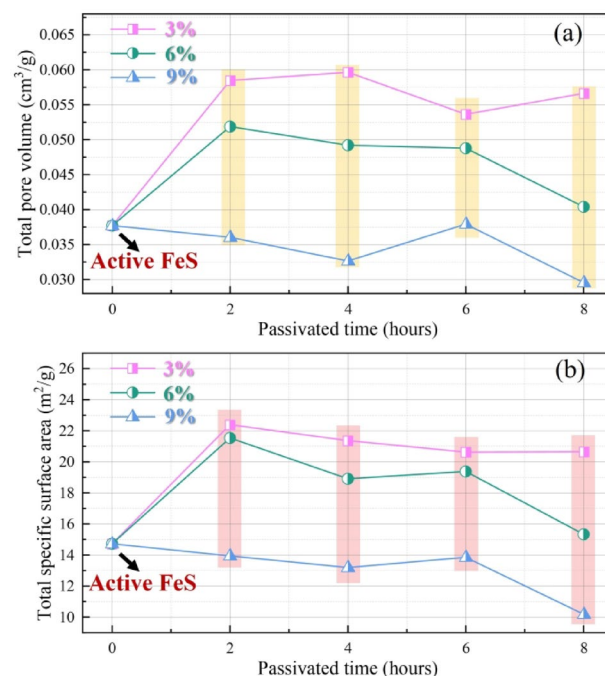 (a)
3%
6%
9%
Total pore volume (cm³/g)
0.065
0.060
0.055
0.050
0.045
0.040
0.035
0.030
Active FeS
0 2 4 6 8
Passivated time (hours)
(b)
3%
6%
9%
Total specific surface area (m²/g)
26
24
22
20
18
16
14
12
10
Active FeS
0 2 4 6 8
Passivated time (hours)